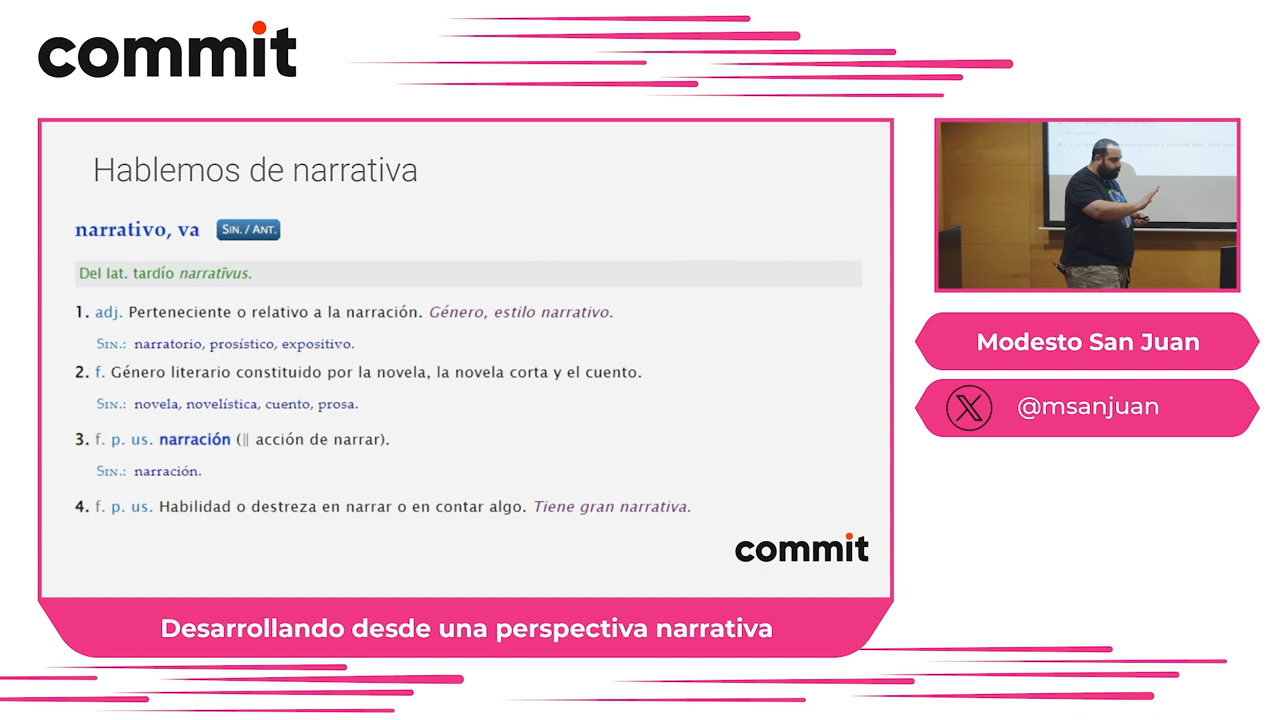 commit
Hablemos de narrativa
narrativo, va SIN. / ANT.
Del lat. tardío narratīvus.
1. adj. Perteneciente o relativo a la narración. Género, estilo narrativo.
SIN.: narratorio, prosístico, expositivo.
2. f. Género literario constituido por la novela, la novela corta y el cuento.
SIN.: novela, novelística, cuento, prosa.
3. f. p. us. narración (‖ acción de narrar).
SIN.: narración.
4. f. p. us. Habilidad o destreza en narrar o en contar algo. Tiene gran narrativa.
commit
Desarrollando desde una perspectiva narrativa
Modesto San Juan
@msanjuan